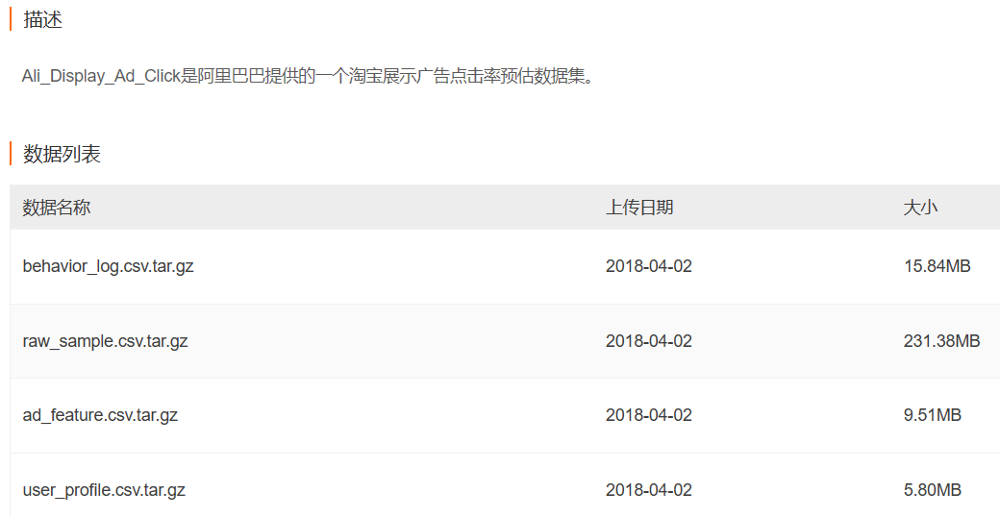 描述
Ali_Display_Ad_Click是阿里巴巴提供的一个淘宝展示广告点击率预估数据集。
数据列表
数据名称 上传日期 大小
behavior_log.csv.tar.gz 2018-04-02 15.84MB
raw_sample.csv.tar.gz 2018-04-02 231.38MB
ad_feature.csv.tar.gz 2018-04-02 9.51MB
user_profile.csv.tar.gz 2018-04-02 5.80MB